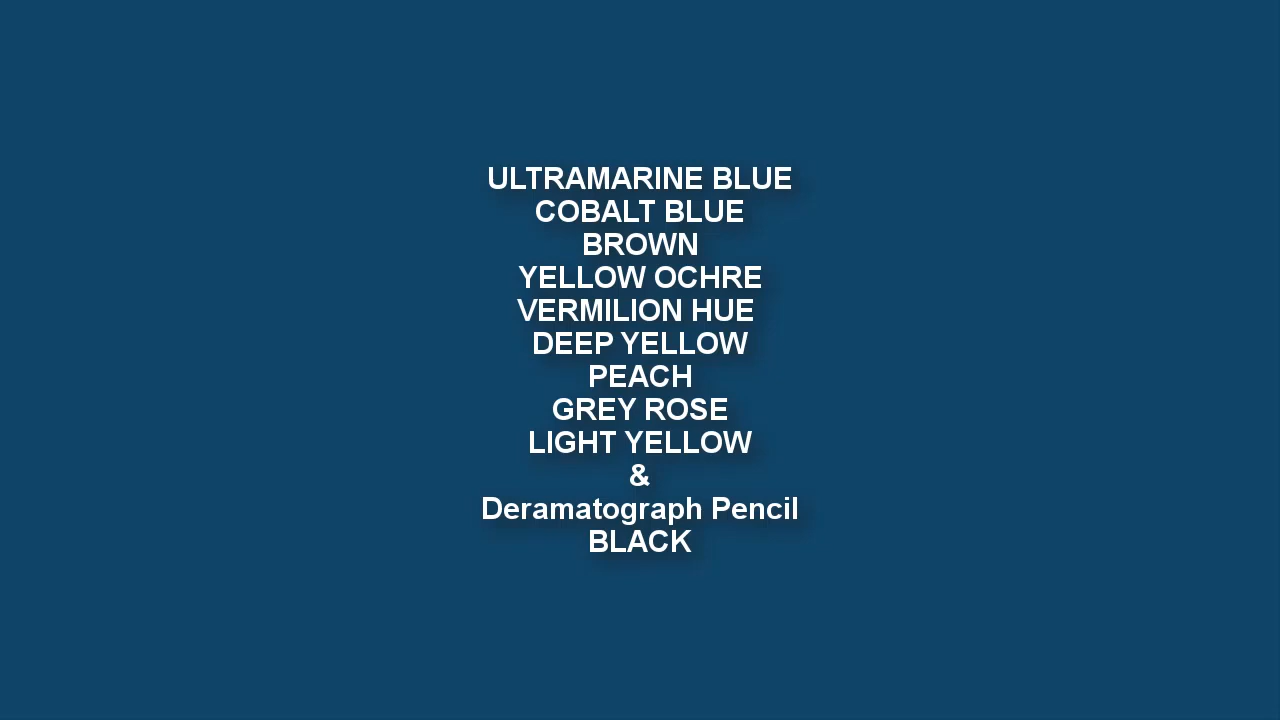 ULTRAMARINE BLUE
COBALT BLUE
BROWN
YELLOW OCHRE
VERMILION HUE
DEEP YELLOW
PEACH
GREY ROSE
LIGHT YELLOW
&
Deramatograph Pencil
BLACK